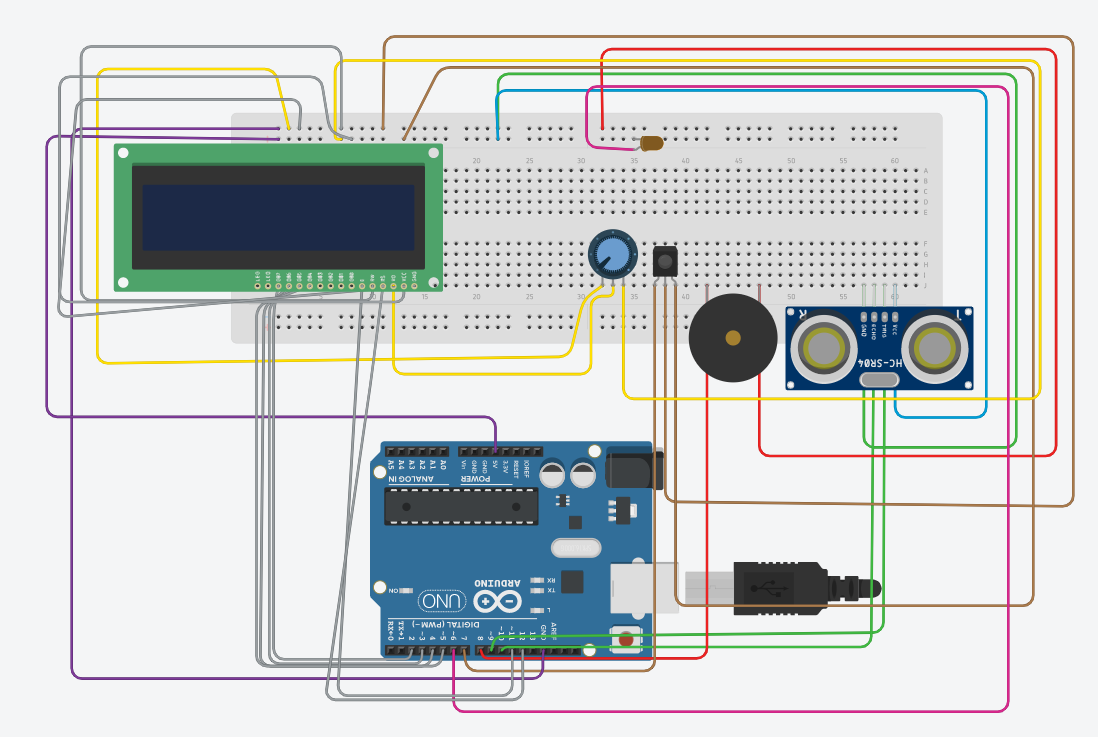 20 25 30 35 40 45 50 55 60
A
B
C
D
E
F
G
H
I
J
15 20 25 30 35 40 50 55 60
GND ECHO TRIG VCC
HC-SR04
R T
A5 A4 A3 A2 A1 A0 Vin GND GND 5V 3.3V RESET IOREF
ANALOG IN POWER
ON
UNO
ARDUINO
RX
TX
L
DIGITAL (PWM~)
RX←0 TX→1 2 ~3 4 ~5 ~6 7 8 ~9 ~10 ~11 12 13 GND AREF